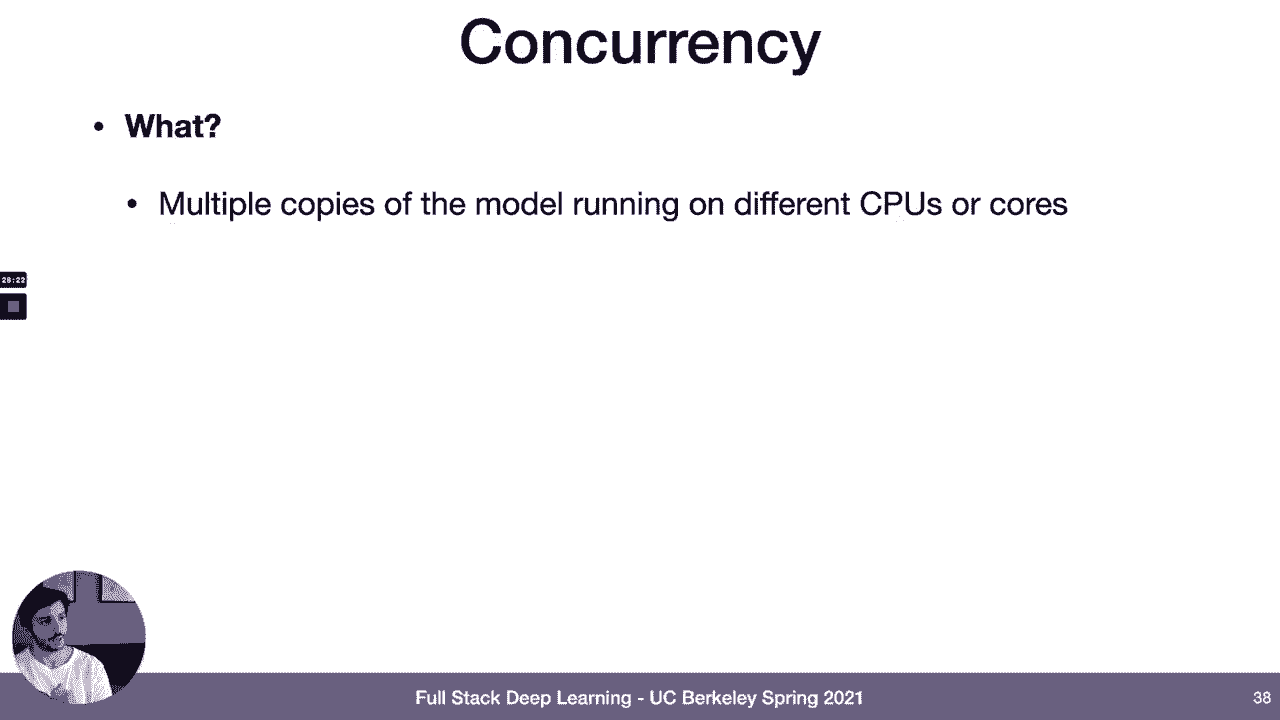 Concurrency
• What?
• Multiple copies of the model running on different CPUs or cores
28:22
Full Stack Deep Learning - UC Berkeley Spring 2021
38